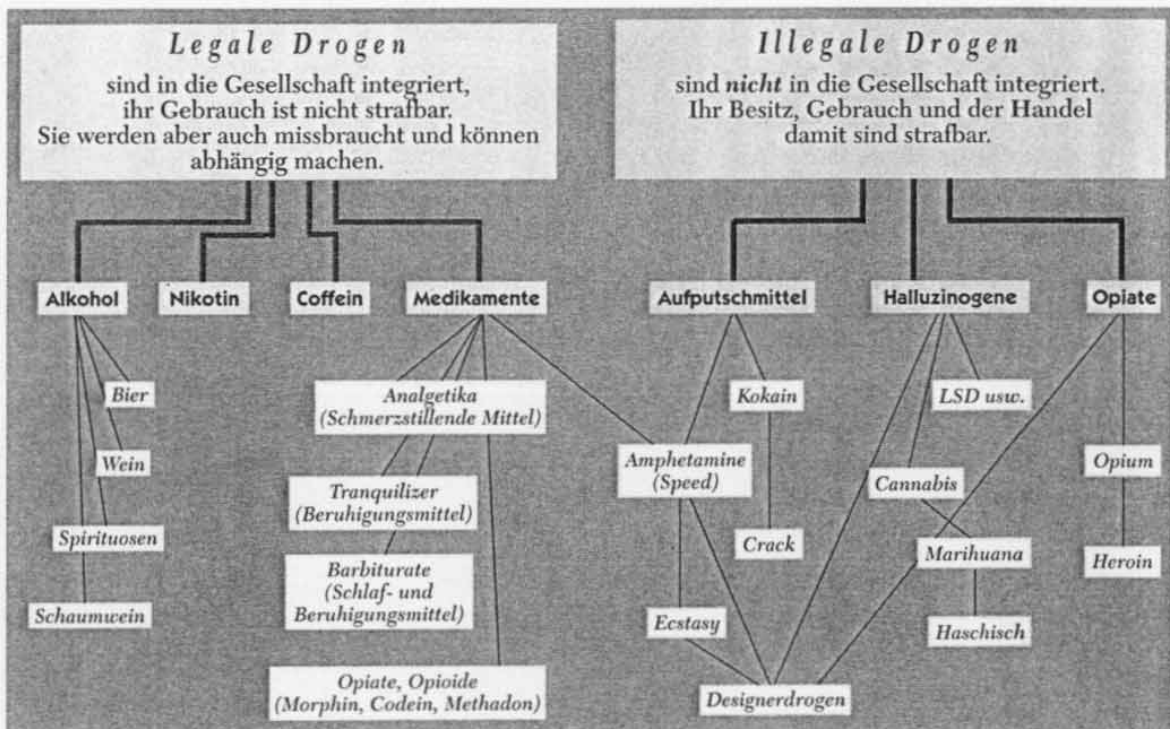 Legale Drogen
sind in die Gesellschaft integriert,
ihr Gebrauch ist nicht strafbar.
Sie werden aber auch missbraucht und können
abhängig machen.
Illegale Drogen
sind nicht in die Gesellschaft integriert.
Ihr Besitz, Gebrauch und der Handel
damit sind strafbar.
Alkohol
Nikotin
Coffein
Medikamente
Aufputschmittel
Halluzinogene
Opiate
Bier
Wein
Spirituosen
Schaumwein
Analgetika
(Schmerzstillende Mittel)
Tranquilizer
(Beruhigungsmittel)
Barbiturate
(Schlaf- und
Beruhigungsmittel)
Opiate, Opioide
(Morphin, Codein, Methadon)
Kokain
Amphetamine
(Speed)
Crack
Ecstasy
Designerdrogen
LSD usw.
Cannabis
Marihuana
Haschisch
Opium
Heroin